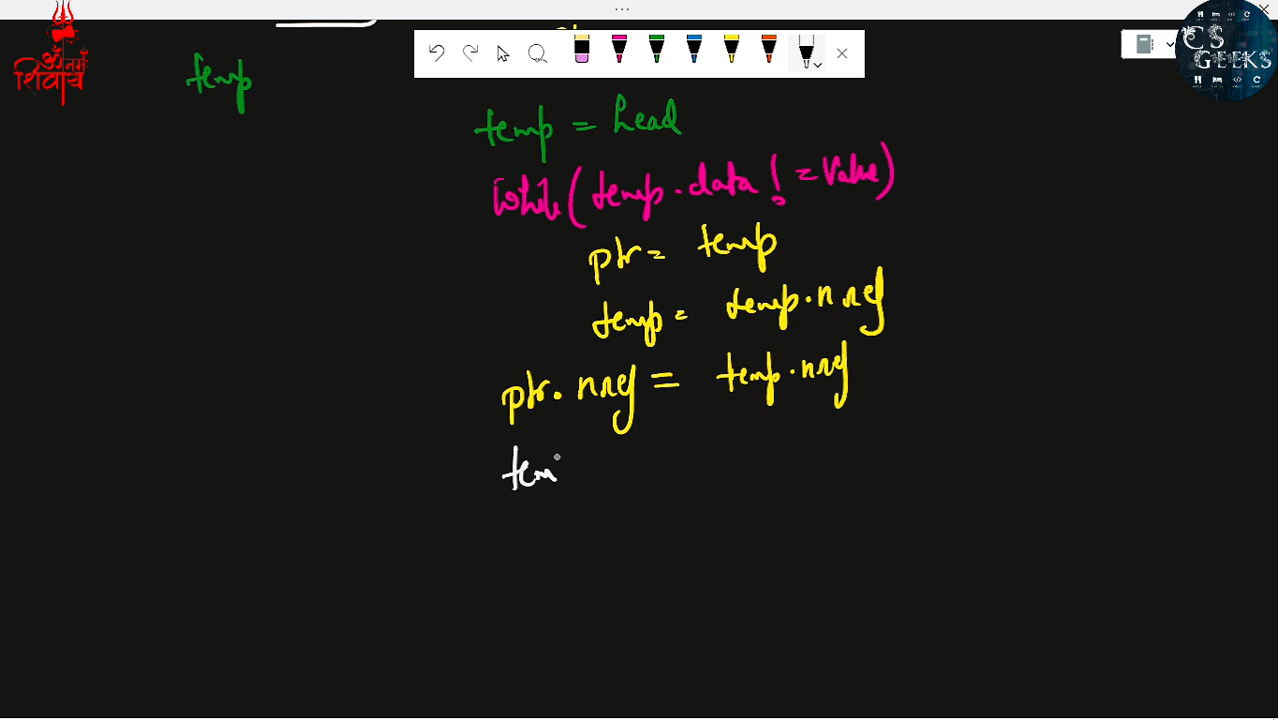 ॐ नमः
शिवाय
temp
CS
GEEKS
temp = head
while(temp.data != value)
ptr = temp
temp = temp.nref
ptr.nref = temp.nref
tem